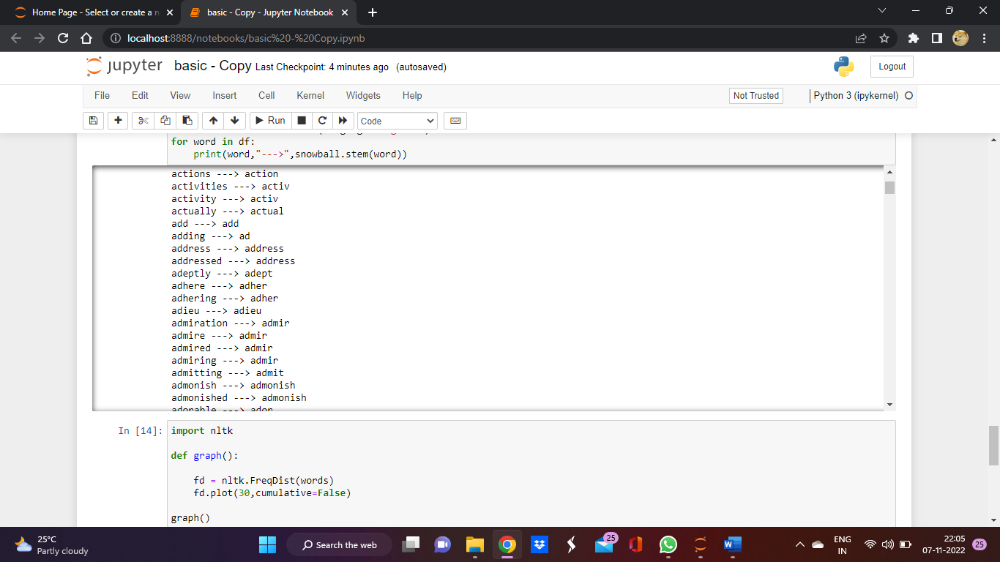 Home Page - Select or create a n
basic - Copy - Jupyter Notebook
localhost:8888/notebooks/basic%20-%20Copy.ipynb
jupyter basic - Copy Last Checkpoint: 4 minutes ago (autosaved)
Logout
File Edit View Insert Cell Kernel Widgets Help
Not Trusted
Python 3 (ipykernel)
Run
Code
for word in df:
print(word,"--->",snowball.stem(word))
actions ---> action
activities ---> activ
activity ---> activ
actually ---> actual
add ---> add
adding ---> ad
address ---> address
addressed ---> address
adeptly ---> adept
adhere ---> adher
adhering ---> adher
adieu ---> adieu
admiration ---> admir
admire ---> admir
admired ---> admir
admiring ---> admir
admitting ---> admit
admonish ---> admonish
admonished ---> admonish
adorable ---> ador
In [14]:
import nltk
def graph():
fd = nltk.FreqDist(words)
fd.plot(30,cumulative=False)
graph()
25°C
Partly cloudy
Search the web
25
ENG
IN
22:05
07-11-2022
25